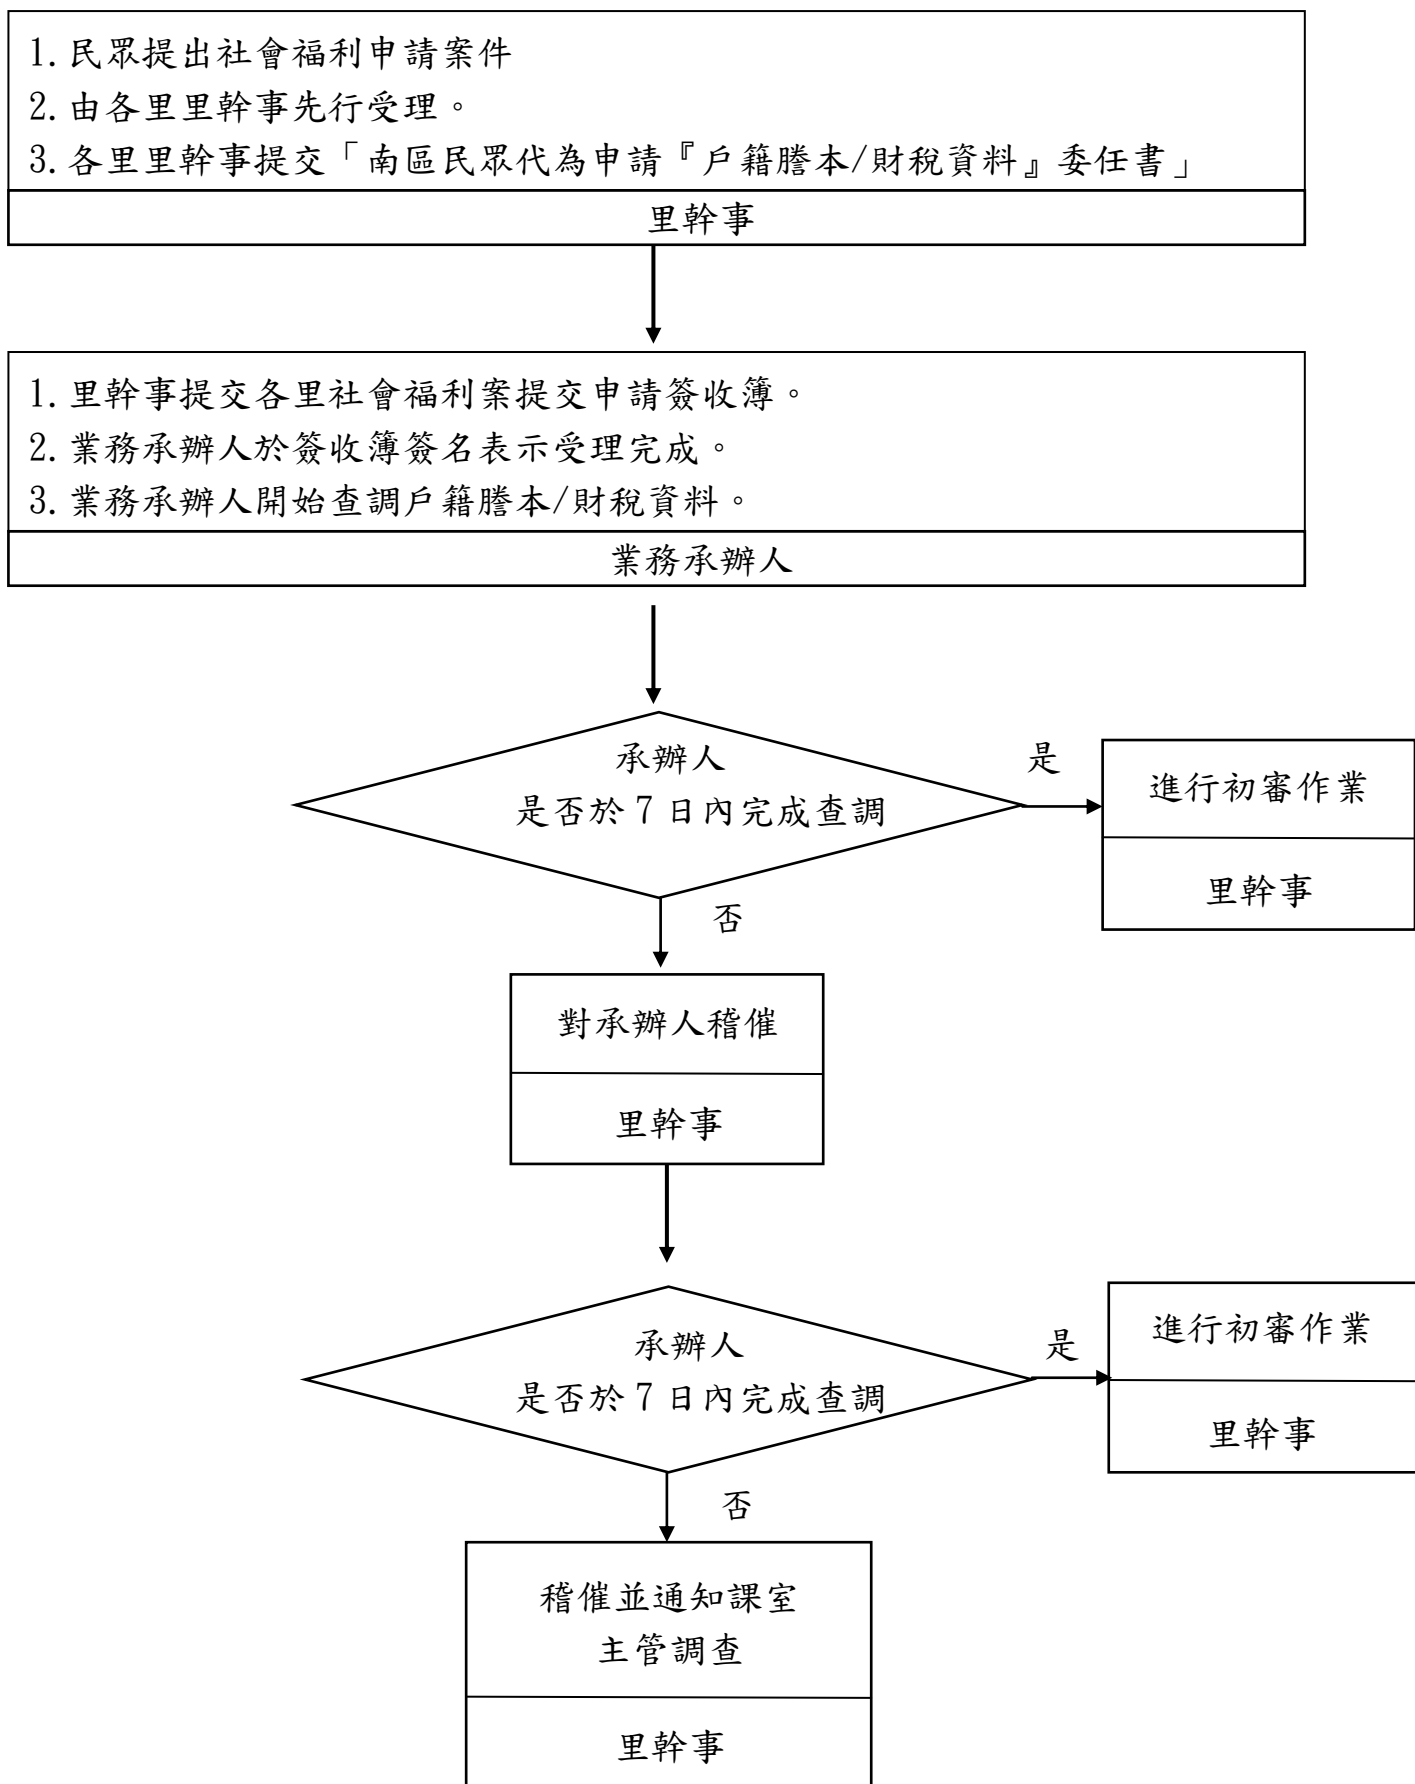 1.民眾提出社會福利申請案件
2.由各里里幹事先行受理。
3.各里里幹事提交「南區民眾代為申請『戶籍謄本/財稅資料』委任書」
里幹事
1.里幹事提交各里社會福利案提交申請簽收簿。
2.業務承辦人於簽收簿簽名表示受理完成。
3.業務承辦人開始查調戶籍謄本/財稅資料。
業務承辦人
承辦人
是否於7日內完成查調
是
進行初審作業
里幹事
否
對承辦人稽催
里幹事
承辦人
是否於7日內完成查調
是
進行初審作業
里幹事
否
稽催並通知課室
主管調查
里幹事